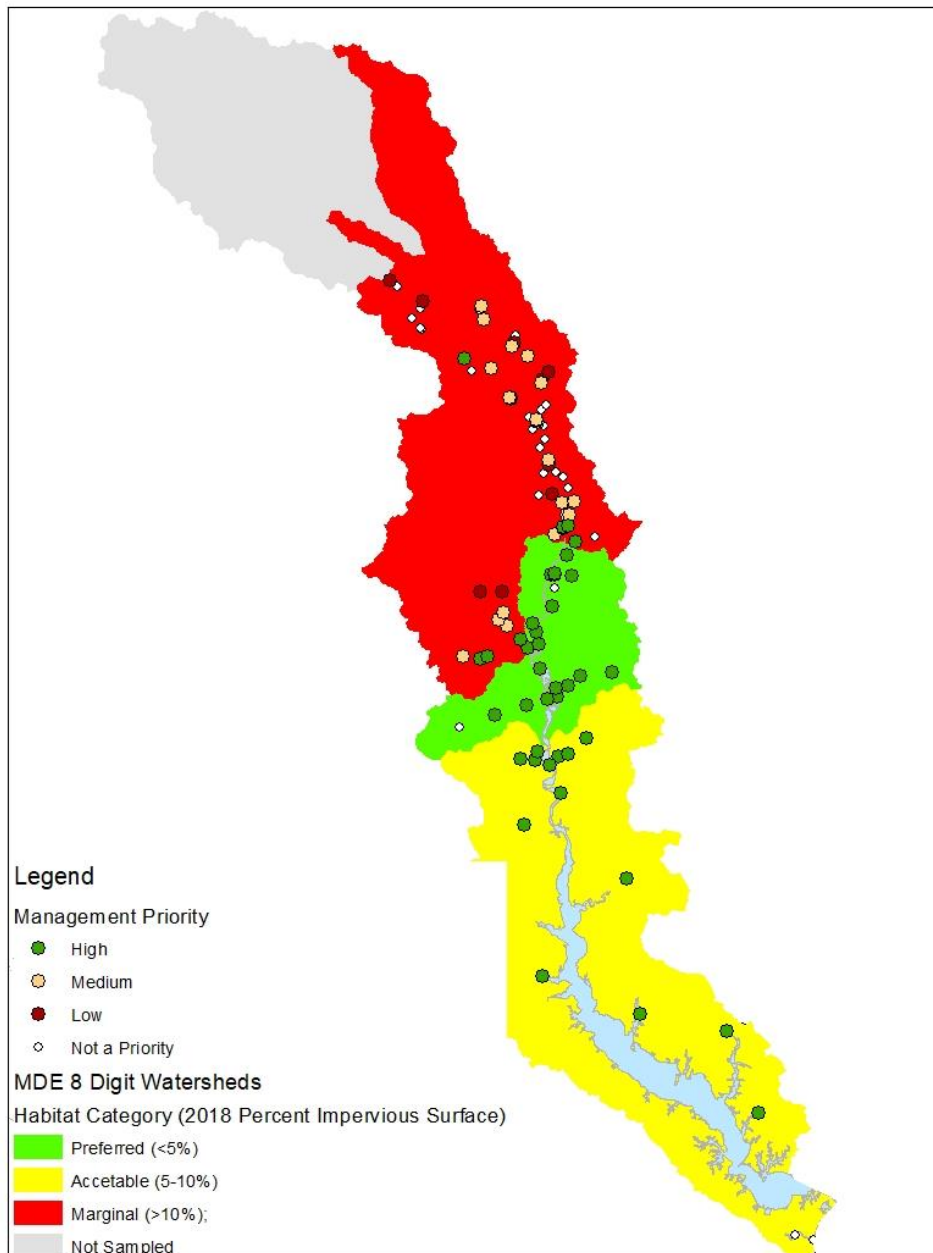 Legend
Management Priority
High
Medium
Low
Not a Priority
MDE 8 Digit Watersheds
Habitat Category (2018 Percent Impervious Surface)
Preferred (<5%)
Accetable (5-10%)
Marginal (>10%);
Not Sampled